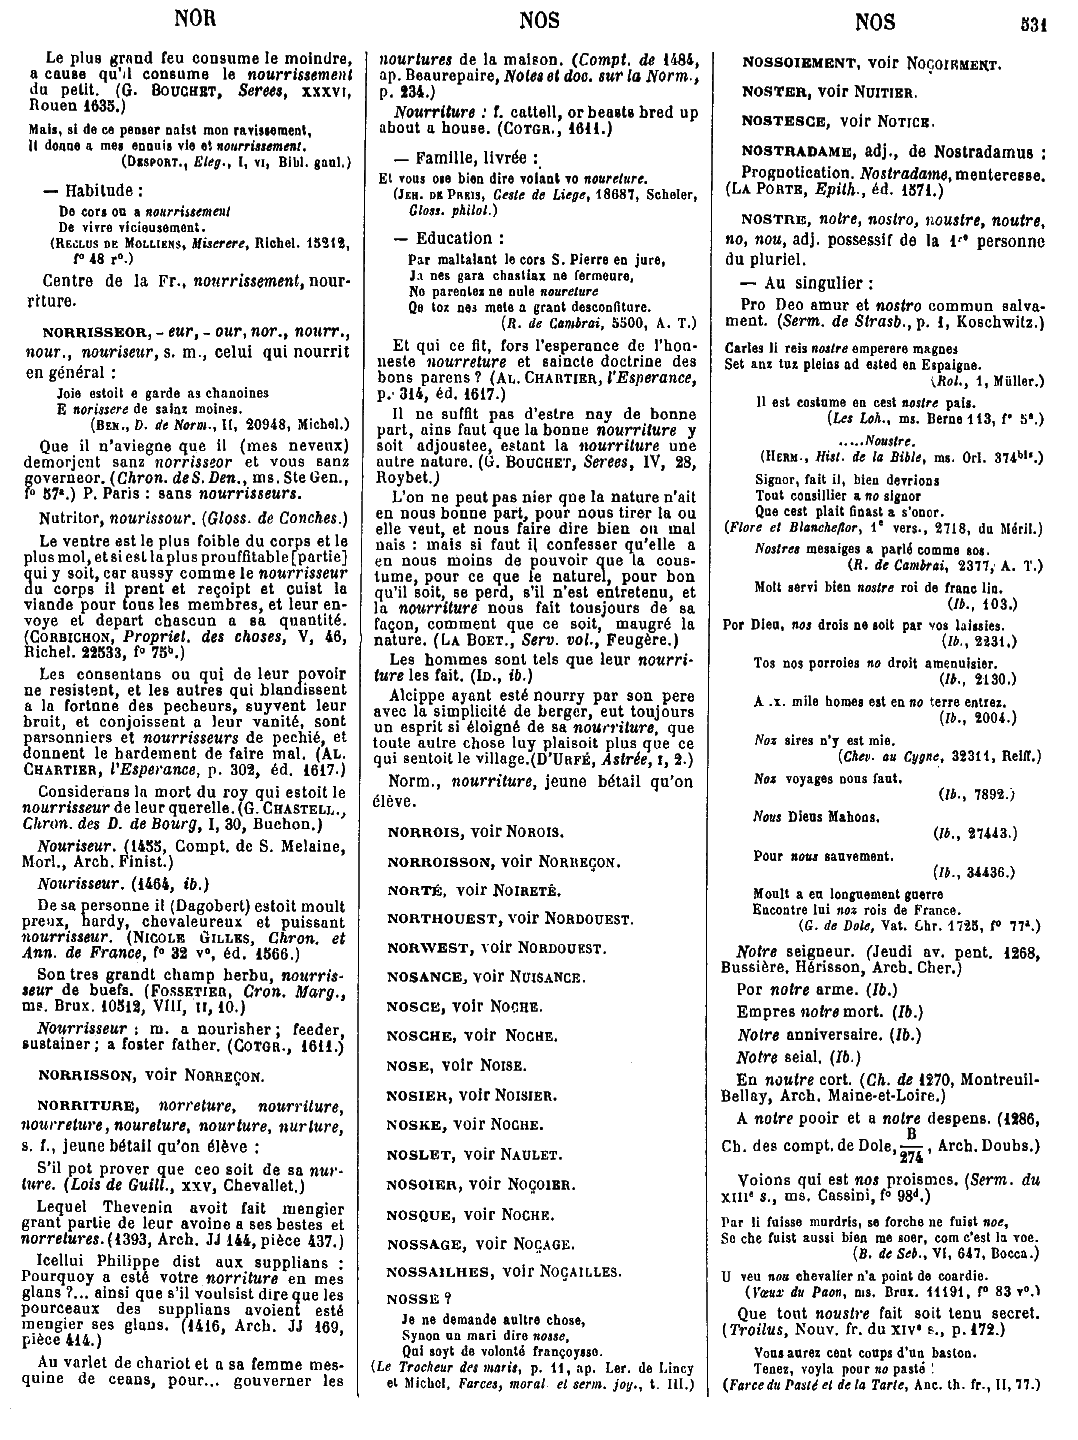 NOR
NOS
NOS
531
Le plus grand feu consume le moindre,
a cause qu'il consume le nourrissement
du petit. (G. BOUCHET, Serees, XXXVI,
Rouen 1635.)
Mais, si de ce penser naist mon ravissement,
Il donne a mes ennuis vie et nourrissement.
(DESPORT., Eleg., I, VI, Bibl. gaul.)
— Habitude :
De cors ou a nourrissement
De vivre vicieusement.
(RECLUS DE MOLLIENS, Miserere, Richel. 15212,
f° 48 r°.)
Centre de la Fr., nourrissement, nour-
riture.
NORRISSEOR, - eur, - our, nor., nourr.,
nour., nouriseur, s. m., celui qui nourrit
en général :
Joie estoit e garde as chanoines
E norissere de sainz moines.
(BEN., D. de Norm., II, 20948, Michel.)
Que il n'aviegne que il (mes neveux)
demorjent sanz norrisseor et vous sanz
governeor. (Chron. de S. Den., ms. Ste Gen.,
f° 57ª.) P. Paris : sans nourrisseurs.
Nutritor, nourissour. (Gloss. de Conches.)
Le ventre est le plus foible du corps et le
plus mol, et si est la plus prouffitable [partie]
qui y soit, car aussy comme le nourrisseur
du corps il prent et reçoipt et cuist la
viande pour tous les membres, et leur en-
voye et depart chascun a sa quantité.
(CORBICHON, Propriet. des choses, V, 46,
Richel. 22533, f° 75ᵇ.)
Les consentans ou qui de leur povoir
ne resistent, et les autres qui blandissent
a la fortune des pecheurs, suyvent leur
bruit, et conjoissent a leur vanité, sont
parsonniers et nourrisseurs de pechié, et
donnent le hardement de faire mal. (AL.
CHARTIER, l'Esperance, p. 302, éd. 1617.)
Considerans la mort du roy qui estoit le
nourrisseur de leur querelle. (G. CHASTELL.,
Chron. des D. de Bourg, I, 30, Buchon.)
Nouriseur. (1455, Compt. de S. Melaine,
Morl., Arch. Finist.)
Nourisseur. (1464, ib.)
De sa personne il (Dagobert) estoit moult
preux, hardy, chevaleureux et puissant
nourrisseur. (NICOLE GILLES, Chron. et
Ann. de France, f° 32 v°, éd. 1566.)
Son tres grandt champ herbu, nourris-
seur de buefs. (FOSSETIER, Cron. Marg.,
ms. Brux. 10512, VIII, II, 10.)
Nourrisseur : m. a nourisher ; feeder,
sustainer ; a foster father. (COTGR., 1611.)
NORRISSON, voir NORREÇON.
NORRITURE, norreture, nourriture,
nourreture, noureture, nourture, nurture,
s. f., jeune bétail qu'on élève :
S'il pot prover que ceo soit de sa nur-
ture. (Lois de Guill., XXV, Chevallet.)
Lequel Thevenin avoit fait mengier
grant partie de leur avoine a ses bestes et
norretures. (1393, Arch. JJ 144, pièce 437.)
Icellui Philippe dist aux supplians :
Pourquoy a esté votre norriture en mes
glans ?... ainsi que s'il voulsist dire que les
pourceaux des supplians avoient esté
mengier ses glans. (1416, Arch. JJ 169,
pièce 414.)
Au varlet de chariot et a sa femme mes-
quine de ceans, pour... gouverner les
nourtures de la maison. (Compt. de 1484,
ap. Beaurepaire, Notes et doc. sur la Norm.,
p. 234.)
Nourriture : f. cattell, or beasts bred up
about a house. (COTGR., 1611.)
— Famille, livrée :
Et vous ose bien dire volant vo noureture.
(JEH. DE PREIS, Geste de Liege, 18687, Scheler,
Gloss. philol.)
— Education :
Par maltalant le cors S. Pierre en jure,
Ja nes gara chastiax ne fermeure,
Ne parentez ne nule noureture
Qe toz nes mete a grant desconfiture.
(R. de Cambrai, 5500, A. T.)
Et qui ce fit, fors l'esperance de l'hon-
neste nourreture et saincte doctrine des
bons parens ? (AL. CHARTIER, l'Esperance,
p. 314, éd. 1617.)
Il ne suffit pas d'estre nay de bonne
part, ains faut que la bonne nourriture y
soit adjoustee, estant la nourriture une
autre nature. (G. BOUCHET, Serees, IV, 28,
Roybet.)
L'on ne peut pas nier que la nature n'ait
en nous bonne part, pour nous tirer la ou
elle veut, et nous faire dire bien ou mal
nais : mais si faut il confesser qu'elle a
en nous moins de pouvoir que la cous-
tume, pour ce que le naturel, pour bon
qu'il soit, se perd, s'il n'est entretenu, et
la nourriture nous fait tousjours de sa
façon, comment que ce soit, maugré la
nature. (LA BOET., Serv. vol., Feugère.)
Les hommes sont tels que leur nourri-
ture les fait. (ID., ib.)
Alcippe ayant esté nourry par son pere
avec la simplicité de berger, eut toujours
un esprit si éloigné de sa nourriture, que
toute autre chose luy plaisoit plus que ce
qui sentoit le village. (D'URFÉ, Astrée, I, 2.)
Norm., nourriture, jeune bétail qu'on
élève.
NORROIS, voir NOROIS.
NORROISSON, voir NORREÇON.
NORTÉ, voir NOIRETÉ.
NORTHOUEST, voir NORDOUEST.
NORWEST, voir NORDOUEST.
NOSANCE, voir NUISANCE.
NOSCE, voir NOCHE.
NOSCHE, voir NOCHE.
NOSE, voir NOISE.
NOSIER, voir NOISIER.
NOSKE, voir NOCHE.
NOSLET, voir NAULET.
NOSOIER, voir NOÇOIER.
NOSQUE, voir NOCHE.
NOSSAGE, voir NOÇAGE.
NOSSAILHES, voir NOÇAILLES.
NOSSE ?
Je ne demande aultre chose,
Synon un mari dire nosse,
Qui soyt de volonté françoysse.
(Le Trocheur des maris, p. 11, ap. Ler. de Lincy
et Michel, Farces, moral. et serm. joy., t. III.)
NOSSOIEMENT, voir NOÇOIEMENT.
NOSTER, voir NUITIER.
NOSTESCE, voir NOTICE.
NOSTRADAME, adj., de Nostradamus :
Prognotication. Nostradame, menteresse.
(LA PORTE, Epith., éd. 1571.)
NOSTRE, notre, nostro, noustre, noutre,
no, nou, adj. possessif de la 1ʳᵉ personne
du pluriel.
— Au singulier :
Pro Deo amur et nostro commun salva-
ment. (Serm. de Strasb., p. 1, Koschwitz.)
Carles li reis nostre emperere magnes
Set anz tuz pleins ad ested en Espaigne.
(Rol., 1, Müller.)
Il est costume en cest nostre païs.
(Les Loh., ms. Berne 113, f° 5ª.)
.....Noustre.
(HERM., Hist. de la Bible, ms. Orl. 374ᵇⁱˢ.)
Signor, fait il, bien devrions
Tout consillier a no signor
Que cest plait finast a s'onor.
(Flore et Blancheflor, 1ᵉ vers., 2718, du Méril.)
Nostres mesaiges a parlé comme sos.
(R. de Cambrai, 2377, A. T.)
Molt servi bien nostre roi de franc lin.
(Ib., 103.)
Por Dieu, nos drois ne soit par vos laissies.
(Ib., 2231.)
Tos nos porroies no droit amenuisier.
(Ib., 2130.)
A .x. mile homes est en no terre entrez.
(Ib., 2004.)
Noz sires n'y est mie.
(Chev. au Cygne, 32311, Reiff.)
Noz voyages nous faut.
(Ib., 7892.)
Nous Diens Mahons.
(Ib., 27443.)
Pour nous sauvement.
(Ib., 34436.)
Moult a eu longuement guerre
Encontre lui noz rois de France.
(G. de Dole, Vat. Chr. 1725, f° 77ᵈ.)
Notre seigneur. (Jeudi av. pent. 1268,
Bussière, Hérisson, Arch. Cher.)
Por notre arme. (Ib.)
Empres notre mort. (Ib.)
Notre anniversaire. (Ib.)
Notre seial. (Ib.)
En noutre cort. (Ch. de 1270, Montreuil-
Bellay, Arch. Maine-et-Loire.)
A notre pooir et a notre despens. (1286,
Ch. des compt. de Dole, B/274, Arch. Doubs.)
Voions qui est nos proismes. (Serm. du
XIIIᵉ s., ms. Cassini, f° 98ᵈ.)
Par li fuisse murdris, se forche ne fuist noe,
Se che fuist aussi bien me soer, com c'est la voe.
(B. de Seb., VI, 647, Bocca.)
U veu nou chevalier n'a point de coardie.
(Vœux du Paon, ms. Brux. 11191, f° 83 v°.)
Que tout noustre fait soit tenu secret.
(Troilus, Nouv. fr. du XIVᵉ s., p. 172.)
Vous aurez cent coups d'un baston.
Tenez, voyla pour no pasté !
(Farce du Pasté et de la Tarte, Anc. th. fr., II, 77.)